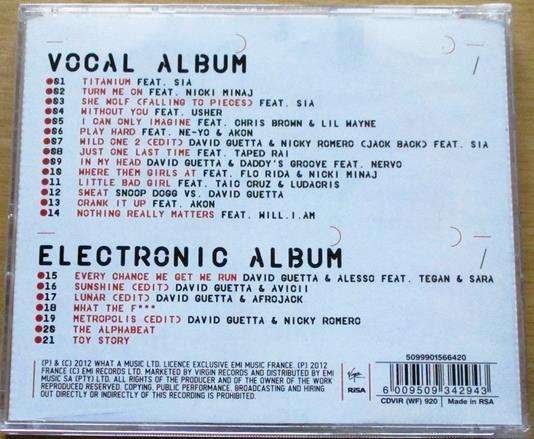 VOCAL ALBUM
01 TITANIUM FEAT. SIA
02 TURN ME ON FEAT. NICKI MINAJ
03 SHE WOLF (FALLING TO PIECES) FEAT. SIA
04 WITHOUT YOU FEAT. USHER
05 I CAN ONLY IMAGINE FEAT. CHRIS BROWN & LIL WAYNE
06 PLAY HARD FEAT. NE-YO & AKON
07 WILD ONE 2 (EDIT) DAVID GUETTA & NICKY ROMERO (JACK BACK) FEAT. SIA
08 JUST ONE LAST TIME FEAT. TAPED RAI
09 IN MY HEAD DAVID GUETTA & DADDY'S GROOVE FEAT. NERVO
10 WHERE THEM GIRLS AT FEAT. FLO RIDA & NICKI MINAJ
11 LITTLE BAD GIRL FEAT. TAIO CRUZ & LUDACRIS
12 SWEAT SNOOP DOGG VS. DAVID GUETTA
13 CRANK IT UP FEAT. AKON
14 NOTHING REALLY MATTERS FEAT. WILL.I.AM
ELECTRONIC ALBUM
15 EVERY CHANCE WE GET WE RUN DAVID GUETTA & ALESSO FEAT. TEGAN & SARA
16 SUNSHINE (EDIT) DAVID GUETTA & AVICII
17 LUNAR (EDIT) DAVID GUETTA & AFROJACK
18 WHAT THE F***
19 METROPOLIS (EDIT) DAVID GUETTA & NICKY ROMERO
20 THE ALPHABEAT
21 TOY STORY
(P) & (C) 2012 WHAT A MUSIC LTD. LICENCE EXCLUSIVE EMI MUSIC FRANCE. (P) 2012
FRANCE (C) EMI RECORDS LTD. MARKETED BY VIRGIN RECORDS AND DISTRIBUTED BY EMI
MUSIC SA (PTY) LTD. ALL RIGHTS OF THE PRODUCER AND OF THE OWNER OF THE WORK
REPRODUCED RESERVED. COPYING, PUBLIC PERFORMANCE, BROADCASTING AND HIRING
OUT DIRECTLY OR INDIRECTLY OF THIS RECORDING IS PROHIBITED.
Virgin
RiSA
5099901566420
6 009509 342943
CDVIR (WF) 920 Made in RSA